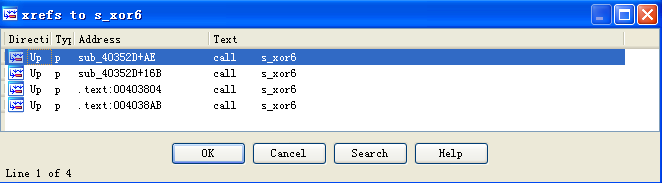 xrefs to s_xor6
Directi Typ Address Text
Up p sub_40352D+AE call s_xor6
Up p sub_40352D+16B call s_xor6
Up p .text:00403804 call s_xor6
Up p .text:004038AB call s_xor6
OK Cancel Search Help
Line 1 of 4